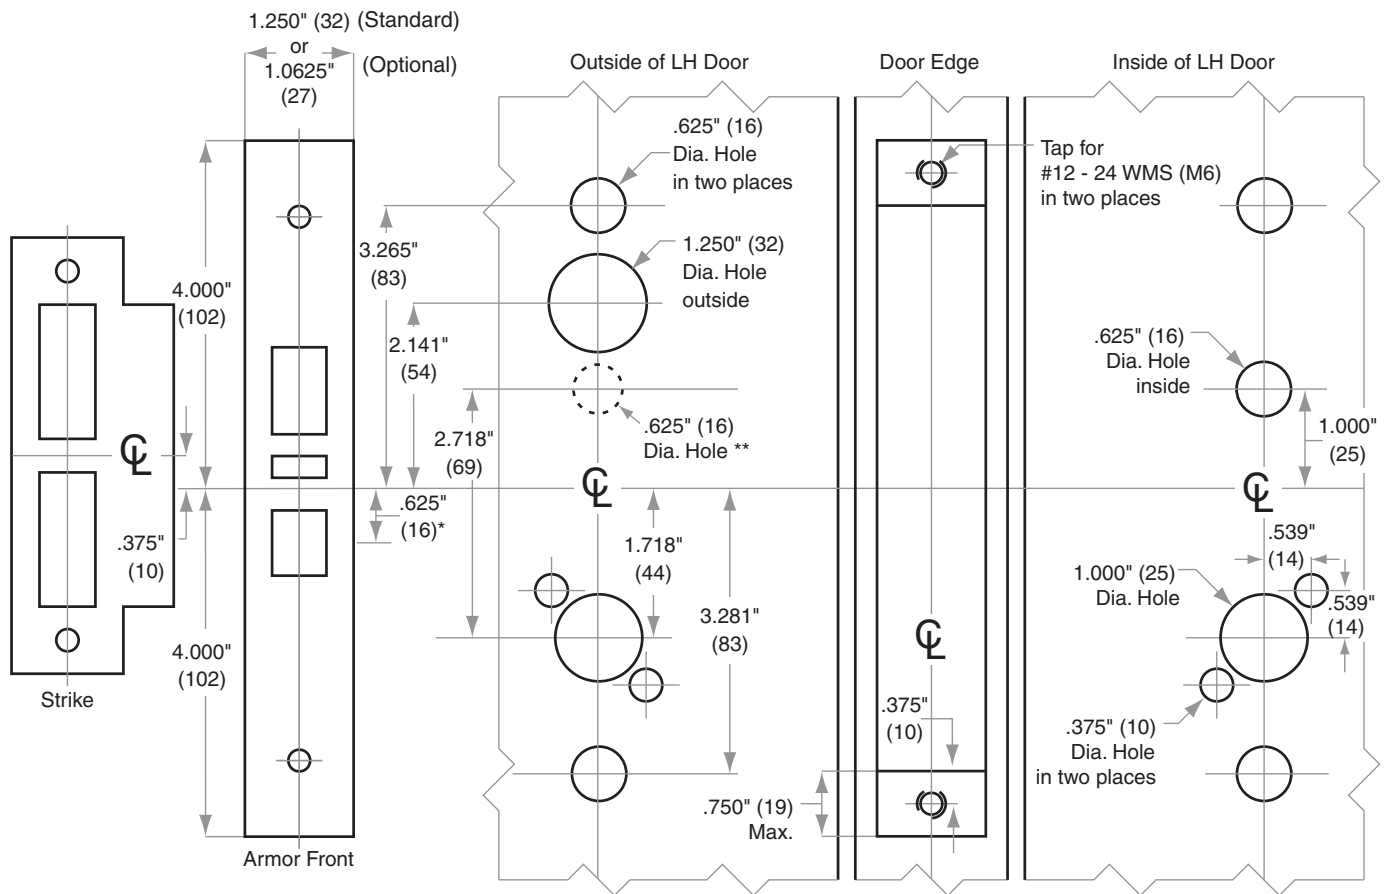 1.250" (32) (Standard)
or
1.0625"
(27)
(Optional)
Outside of LH Door
Door Edge
Inside of LH Door
.625" (16)
Dia. Hole
in two places
Tap for
#12 - 24 WMS (M6)
in two places
3.265"
(83)
1.250" (32)
Dia. Hole
outside
4.000"
(102)
2.141"
(54)
.625" (16)
Dia. Hole
inside
2.718"
(69)
.625" (16)
Dia. Hole **
1.000"
(25)
℄
℄
℄
.625"
(16)*
.375"
(10)
1.718"
(44)
.539"
(14)
1.000" (25)
Dia. Hole
.539"
(14)
3.281"
(83)
℄
4.000"
(102)
Strike
.375"
(10)
.375" (10)
Dia. Hole
in two places
.750" (19)
Max.
Armor Front